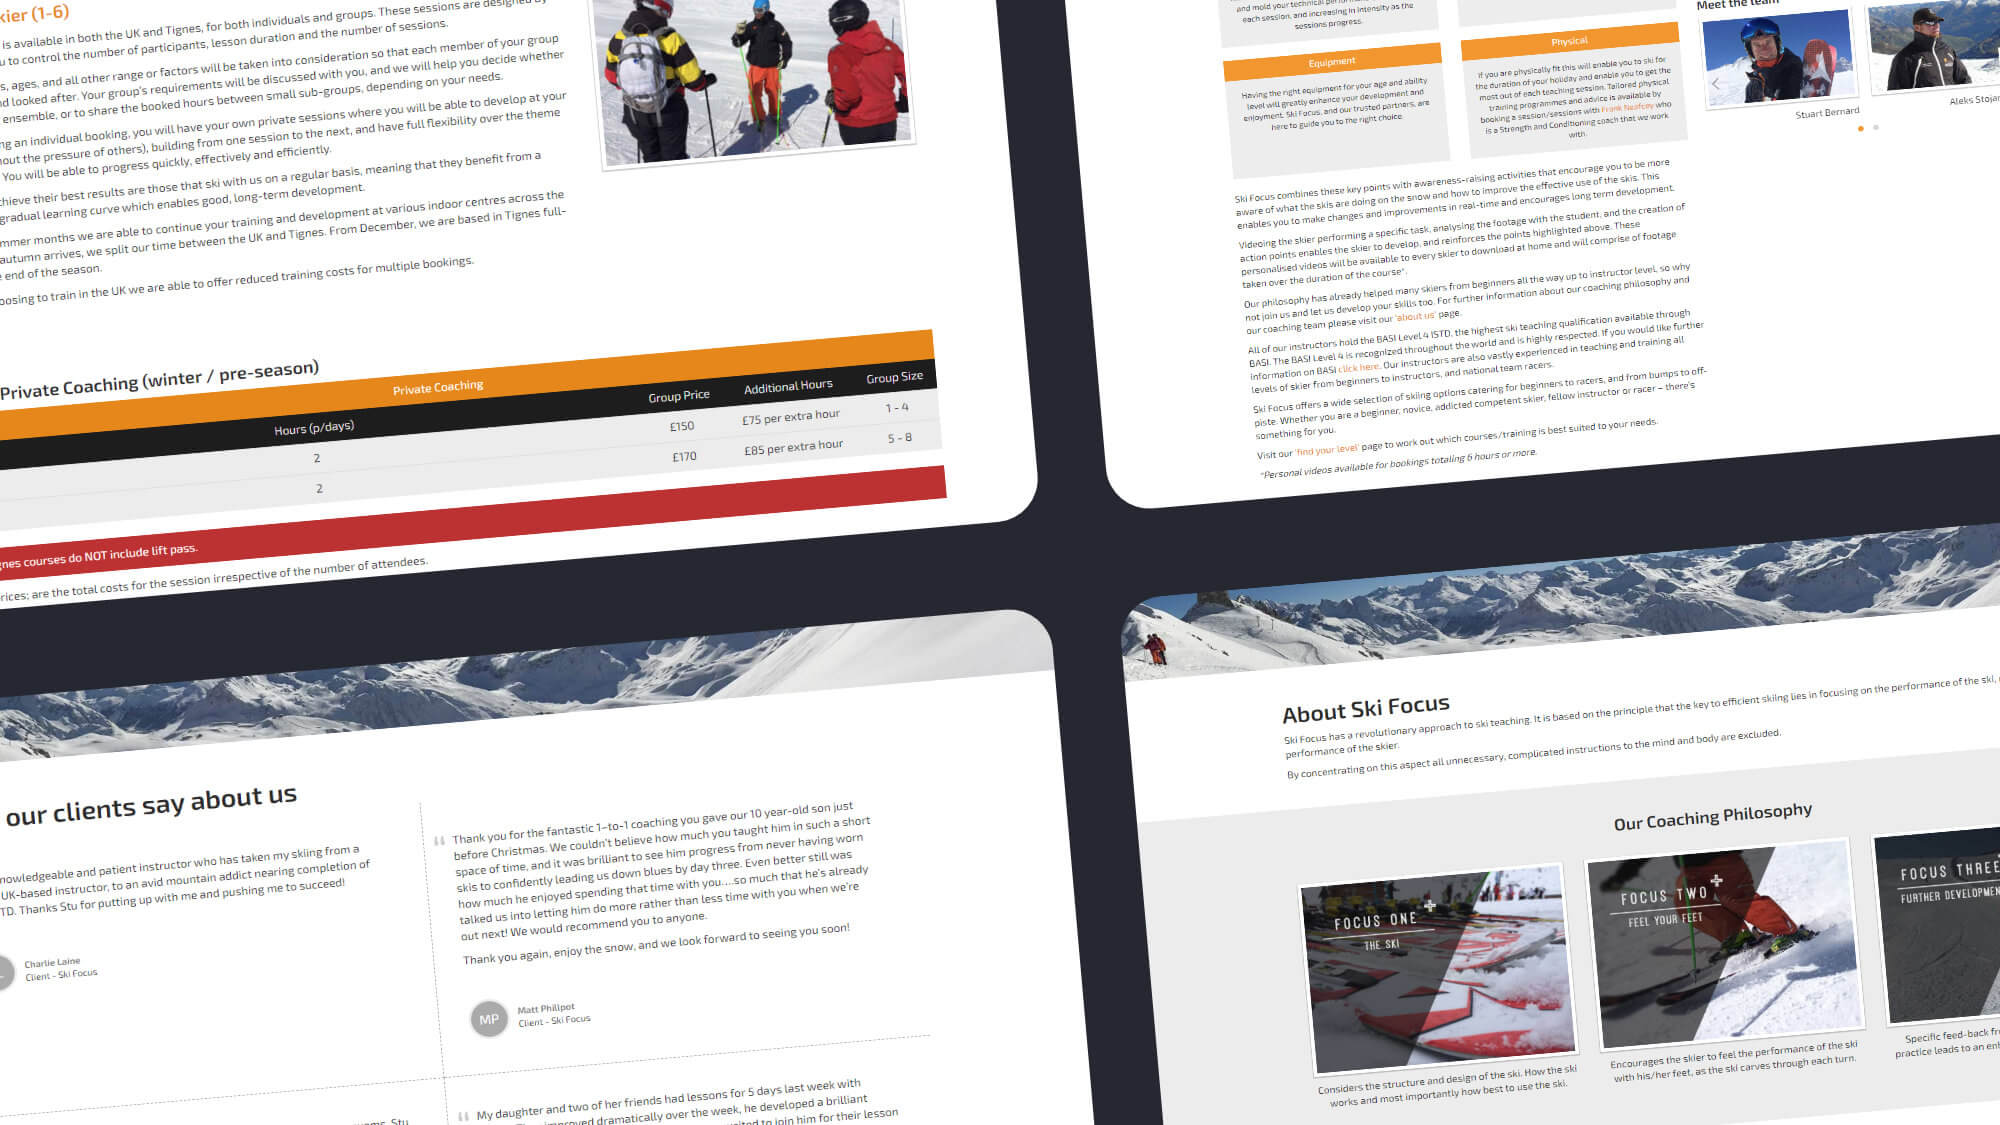 kier (1-6)
is available in both the UK and Tignes, for both individuals and groups. These sessions are designed by
u to control the number of participants, lesson duration and the number of sessions.
s, ages, and all other range or factors will be taken into consideration so that each member of your group
nd looked after. Your group's requirements will be discussed with you, and we will help you decide whether
ensemble, or to share the booked hours between small sub-groups, depending on your needs.
ng an individual booking, you will have your own private sessions where you will be able to develop at your
hout the pressure of others), building from one session to the next, and have full flexibility over the theme
You will be able to progress quickly, effectively and efficiently.
chieve their best results are those that ski with us on a regular basis, meaning that they benefit from a
gradual learning curve which enables good, long-term development.
mmer months we are able to continue your training and development at various indoor centres across the
autumn arrives, we split our time between the UK and Tignes. From December, we are based in Tignes full-
e end of the season.
oosing to train in the UK we are able to offer reduced training costs for multiple bookings.
Private Coaching (winter / pre-season)
Private Coaching
Hours (p/days) Group Price Additional Hours Group Size
2 £150 £75 per extra hour 1 - 4
2 £170 £85 per extra hour 5 - 8
gnes courses do NOT include lift pass.
rices; are the total costs for the session irrespective of the number of attendees.
and mold your technical
each session, and increasing in intensity as the
sessions progress.
Equipment
Having the right equipment for your age and ability
level will greatly enhance your development and
enjoyment. Ski Focus, and our trusted partners, are
here to guide you to the right choice.
Physical
If you are physically fit this will enable you to ski for
the duration of your holiday and enable you to get the
most out of each teaching session. Tailored physical
training programmes and advice is available by
booking a session/sessions with Frank Neafcey who
is a Strength and Conditioning coach that we work
with.
Meet the team
Stuart Bernard
Aleks Stojan
Ski Focus combines these key points with awareness-raising activities that encourage you to be more
aware of what the skis are doing on the snow and how to improve the effective use of the skis. This
enables you to make changes and improvements in real-time and encourages long term development.
Videoing the skier performing a specific task, analysing the footage with the student, and the creation of
action points enables the skier to develop, and reinforces the points highlighted above. These
personalised videos will be available to every skier to download at home and will comprise of footage
taken over the duration of the course*.
Our philosophy has already helped many skiers from beginners all the way up to instructor level, so why
not join us and let us develop your skills too. For further information about our coaching philosophy and
our coaching team please visit our 'about us' page.
All of our instructors hold the BASI Level 4 ISTD, the highest ski teaching qualification available through
BASI. The BASI Level 4 is recognized throughout the world and is highly respected. If you would like further
information on BASI click here. Our instructors are also vastly experienced in teaching and training all
levels of skier from beginners to instructors, and national team racers.
Ski Focus offers a wide selection of skiing options catering for beginners to racers, and from bumps to off-
piste. Whether you are a beginner, novice, addicted competent skier, fellow instructor or racer – there's
something for you.
Visit our 'find your level' page to work out which courses/training is best suited to your needs.
*Personal videos available for bookings totaling 6 hours or more.
our clients say about us
nowledgeable and patient instructor who has taken my skiing from a
UK-based instructor, to an avid mountain addict nearing completion of
TD. Thanks Stu for putting up with me and pushing me to succeed!
Charlie Laine
Client - Ski Focus
“ Thank you for the fantastic 1-to-1 coaching you gave our 10 year-old son just
before Christmas. We couldn't believe how much you taught him in such a short
space of time, and it was brilliant to see him progress from never having worn
skis to confidently leading us down blues by day three. Even better still was
how much he enjoyed spending that time with you....so much that he's already
talked us into letting him do more rather than less time with you when we're
out next! We would recommend you to anyone.
Thank you again, enjoy the snow, and we look forward to seeing you soon!
MP
Matt Phillpot
Client - Ski Focus
Stu
“ My daughter and two of her friends had lessons for 5 days last week with
improved dramatically over the week, he developed a brilliant
to join him for their lesson
About Ski Focus
Ski Focus has a revolutionary approach to ski teaching. It is based on the principle that the key to efficient skiing lies in focusing on the performance of the ski,
performance of the skier.
By concentrating on this aspect all unnecessary, complicated instructions to the mind and body are excluded.
Our Coaching Philosophy
FOCUS ONE
THE SKI
FOCUS TWO
FEEL YOUR FEET
FOCUS THREE
FURTHER DEVELOPMEN
Considers the structure and design of the ski. How the ski
works and most importantly how best to use the ski.
Encourages the skier to feel the performance of the ski
with his/her feet, as the ski carves through each turn.
Specific feed-back fr
practice leads to an en